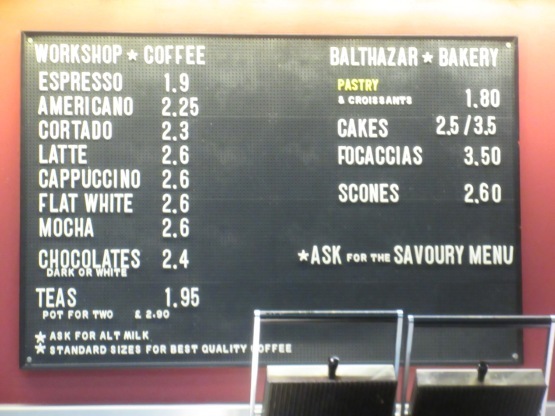 WORKSHOP * COFFEE
ESPRESSO 1.9
AMERICANO 2.25
CORTADO 2.3
LATTE 2.6
CAPPUCCINO 2.6
FLAT WHITE 2.6
MOCHA 2.6
CHOCOLATES 2.4
DARK OR WHITE
TEAS 1.95
POT FOR TWO £ 2.90
* ASK FOR ALT MILK
* STANDARD SIZES FOR BEST QUALITY COFFEE
BALTHAZAR * BAKERY
PASTRY
& CROISSANTS 1.80
CAKES 2.5 / 3.5
FOCACCIAS 3.50
SCONES 2.60
*ASK FOR THE SAVOURY MENU